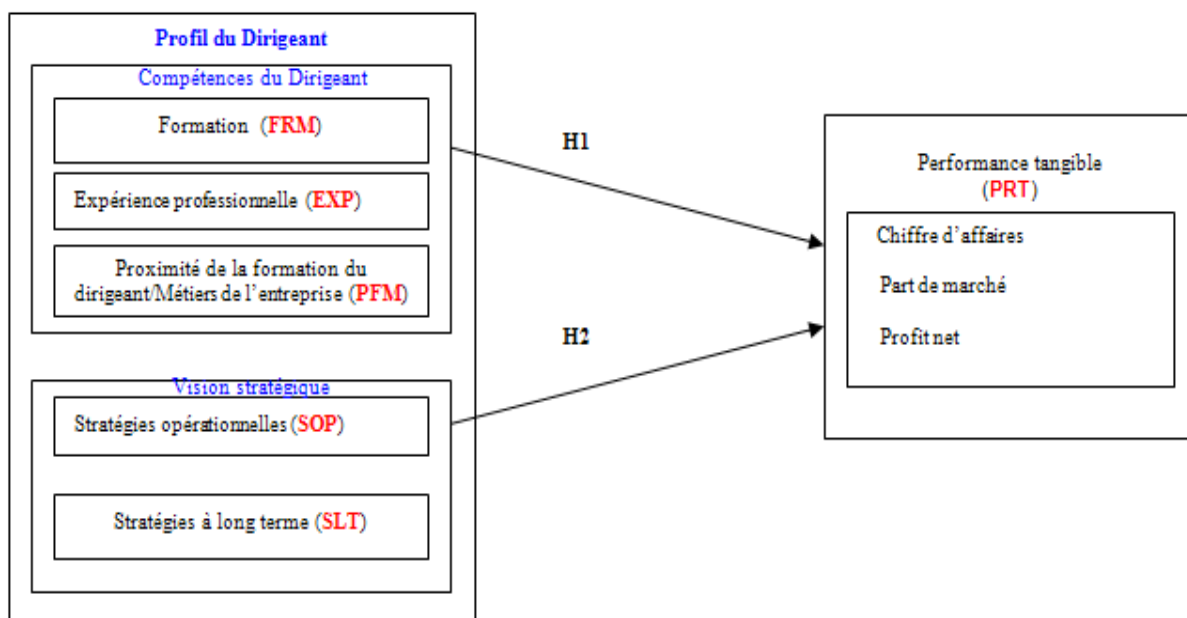 Profil du Dirigeant
Compétences du Dirigeant
Formation (FRM)
Expérience professionnelle (EXP)
Proximité de la formation du
dirigeant/Métiers de l’entreprise (PFM)
Vision stratégique
Stratégies opérationnelles (SOP)
Stratégies à long terme (SLT)
H1
H2
Performance tangible
(PRT)
Chiffre d’affaires
Part de marché
Profit net